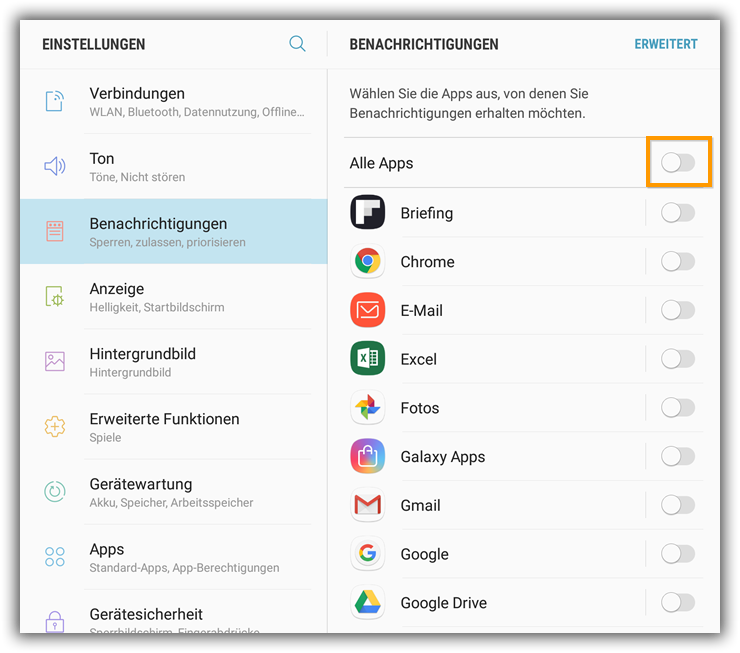 EINSTELLUNGEN
Verbindungen
WLAN, Bluetooth, Datennutzung, Offline...
Ton
Töne, Nicht stören
Benachrichtigungen
Sperren, zulassen, priorisieren
Anzeige
Helligkeit, Startbildschirm
Hintergrundbild
Hintergrundbild
Erweiterte Funktionen
Spiele
Gerätewartung
Akku, Speicher, Arbeitsspeicher
Apps
Standard-Apps, App-Berechtigungen
Gerätesicherheit
Sperrbildschirm, Fingerabdrücke
BENACHRICHTIGUNGEN
ERWEITERT
Wählen Sie die Apps aus, von denen Sie
Benachrichtigungen erhalten möchten.
Alle Apps
Briefing
Chrome
E-Mail
Excel
Fotos
Galaxy Apps
Gmail
Google
Google Drive